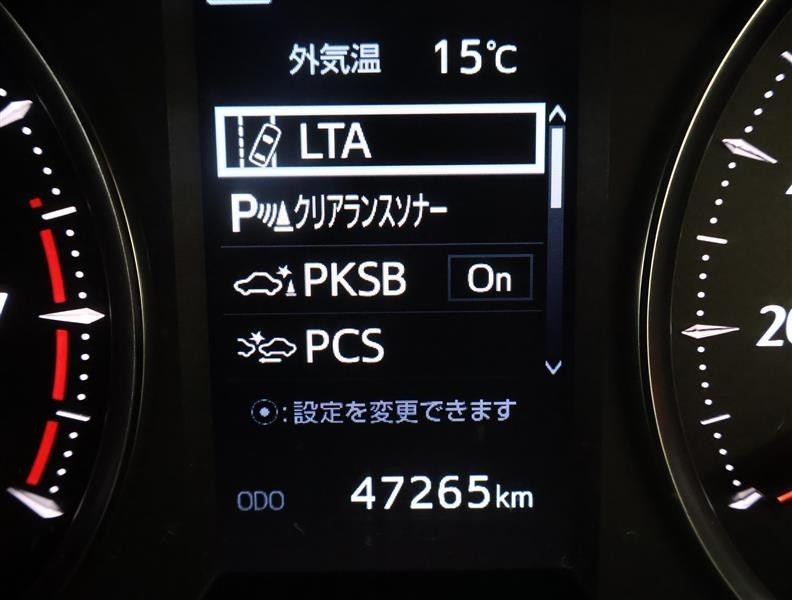 外気温 15℃
LTA
Pクリアランスソナー
PKSB On
PCS
:設定を変更できます
ODO 47265km